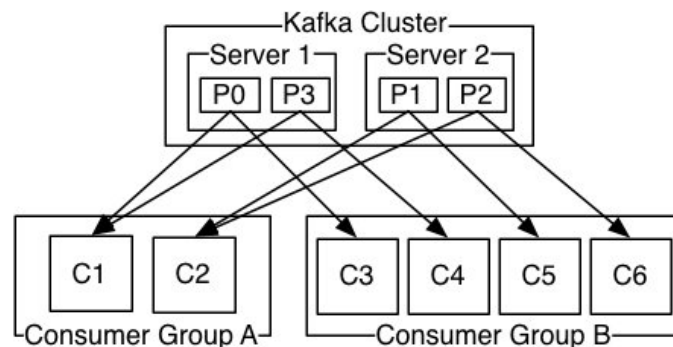 Kafka Cluster
Server 1 Server 2
P0 P3 P1 P2
C1 C2 C3 C4 C5 C6
Consumer Group A Consumer Group B